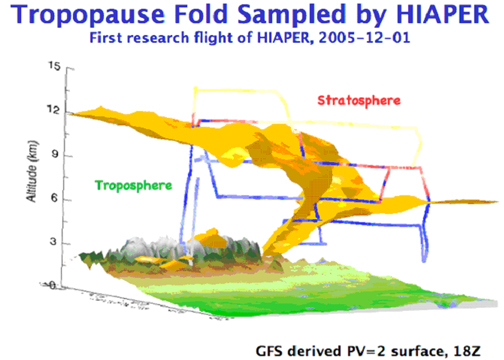 Tropopause Fold Sampled by HIAPER
First research flight of HIAPER, 2005-12-01
15
12
9
6
3
0
Altitude (km)
Stratosphere
Troposphere
GFS derived PV=2 surface, 18Z